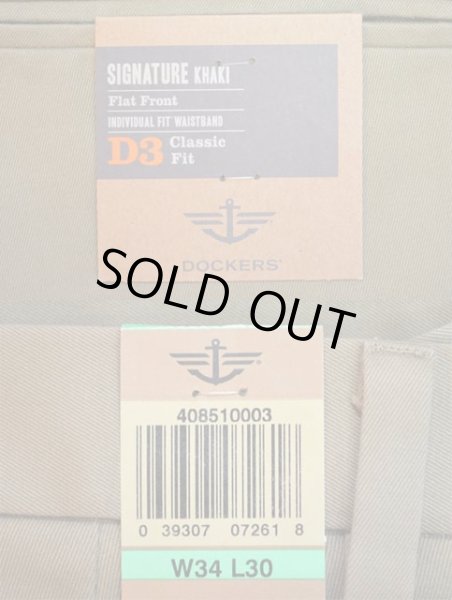 SIGNATURE KHAKI
Flat Front
INDIVIDUAL FIT WAISTBAND
D3 Classic
Fit
DOCKERS®
SOLD OUT
408510003
0 39307 07261 8
W34 L30